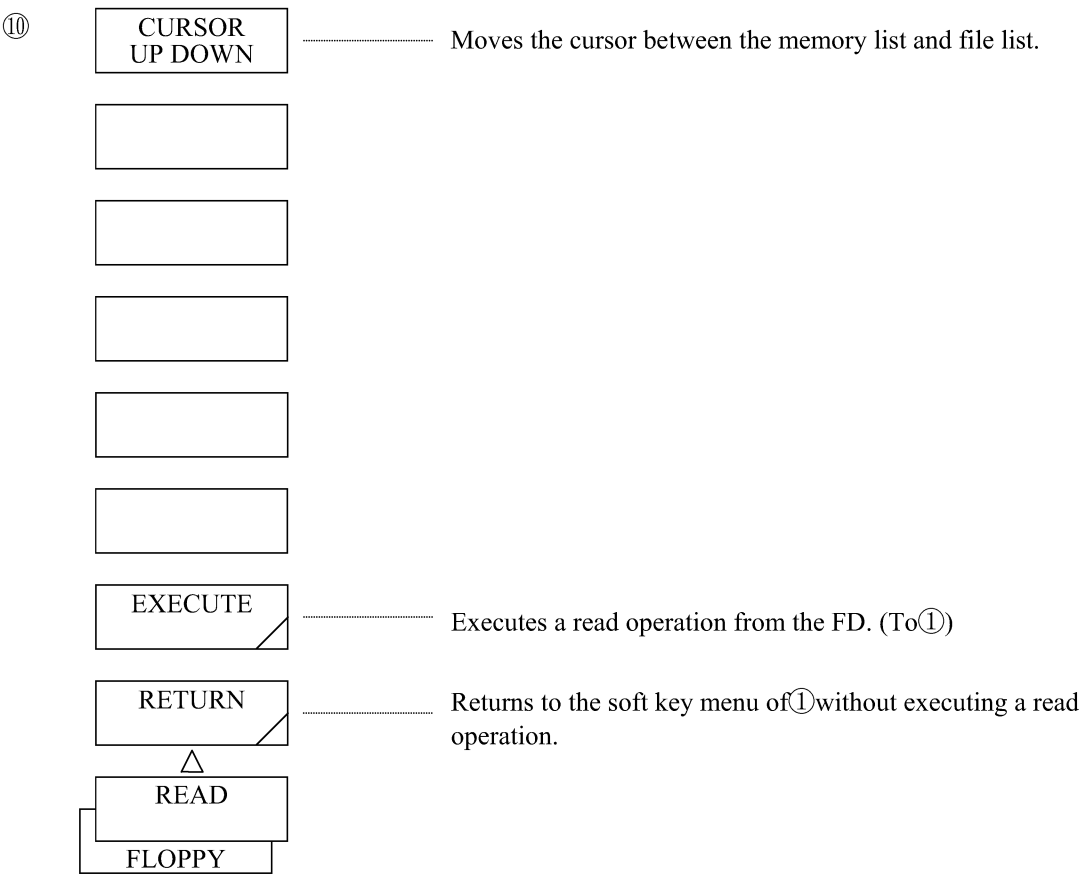 ⑩
CURSOR
UP DOWN
Moves the cursor between the memory list and file list.
EXECUTE
Executes a read operation from the FD. (To①)
RETURN
Returns to the soft key menu of①without executing a read
operation.
△
READ
FLOPPY